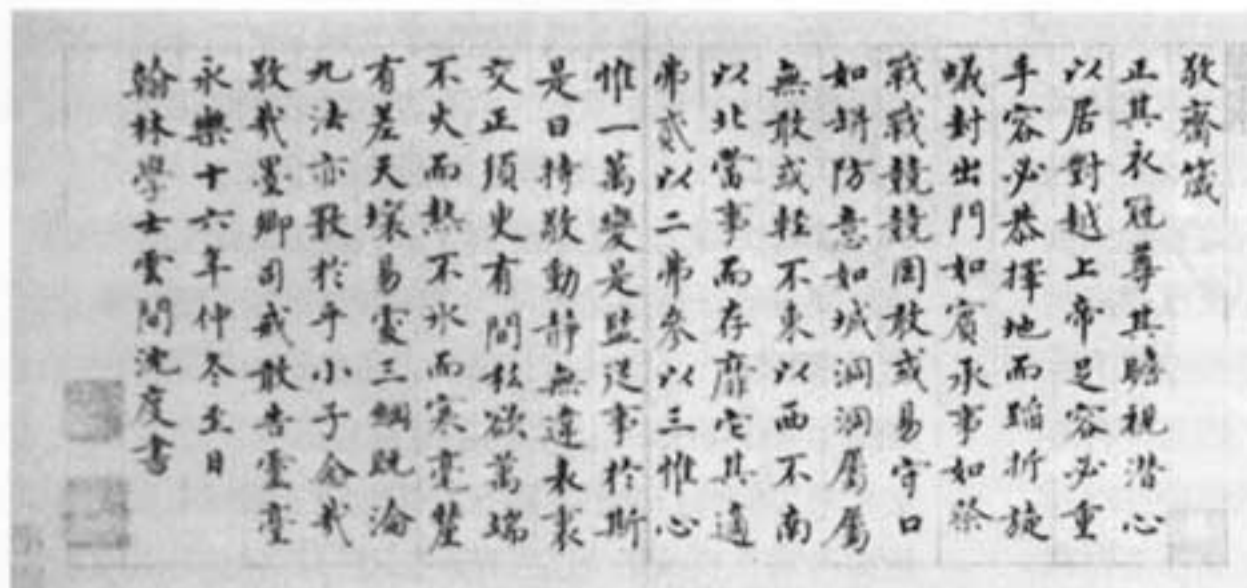 敬齋箴
正其衣冠尊其瞻視潛心
以居對越上帝足容必重
手容必恭擇地而蹈折旋
蟻封出門如賓承事如祭
戰戰兢兢罔敢或易守口
如缾防意如城洞洞屬屬
無敢或輕不東以西不南
以北當事而存靡它其適
弗貳以二弗參以三惟心
惟一萬變是監從事於斯
是曰持敬動靜無違表裏
交正須臾有間私欲萬端
不火而熱不冰而寒毫釐
有差天壤易處三綱既淪
九法亦斁於乎小子念哉
敬哉墨卿司戒敢告靈臺
永樂十六年仲冬至日
翰林學士雲間沈度書